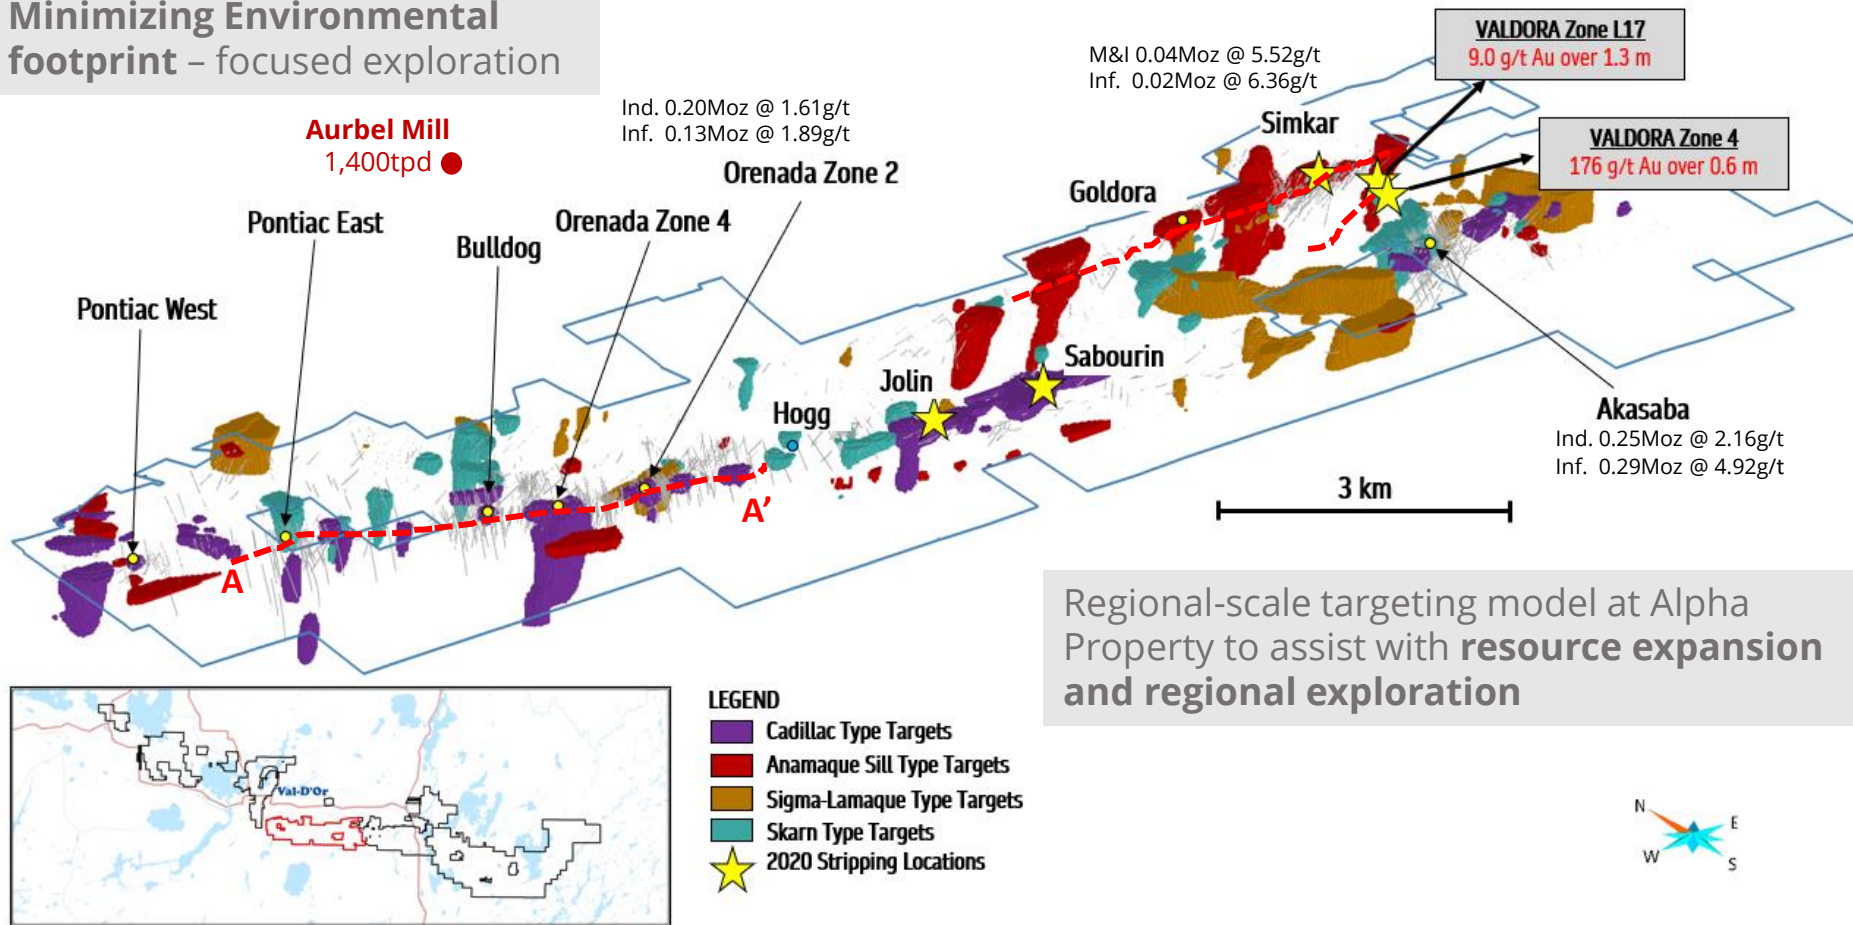 Minimizing Environmental
footprint – focused exploration
Aurbel Mill
1,400tpd
Ind. 0.20Moz @ 1.61g/t
Inf. 0.13Moz @ 1.89g/t
M&I 0.04Moz @ 5.52g/t
Inf. 0.02Moz @ 6.36g/t
VALDORA Zone L17
9.0 g/t Au over 1.3 m
VALDORA Zone 4
176 g/t Au over 0.6 m
Simkar
Goldora
Orenada Zone 2
Orenada Zone 4
Pontiac East
Bulldog
Pontiac West
Sabourin
Jolin
Hogg
Akasaba
Ind. 0.25Moz @ 2.16g/t
Inf. 0.29Moz @ 4.92g/t
3 km
A
A’
Regional-scale targeting model at Alpha
Property to assist with resource expansion
and regional exploration
Val-D'Or
LEGEND
Cadillac Type Targets
Anamaque Sill Type Targets
Sigma-Lamaque Type Targets
Skarn Type Targets
2020 Stripping Locations
N
E
W
S